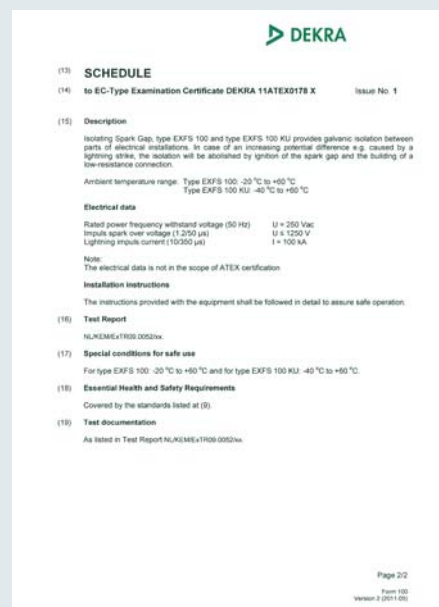 DEKRA
(13) SCHEDULE
(14) to EC-Type Examination Certificate DEKRA 11ATEX0178 X Issue No. 1
(15) Description
Isolating Spark Gap, type EXFS 100 and type EXFS 100 KU provides galvanic isolation between
parts of electrical installations. In case of an increasing potential difference e.g. caused by a
lightning strike, the isolation will be abolished by ignition of the spark gap and the building of a
low-resistance connection.
Ambient temperature range: Type EXFS 100: -20 °C to +60 °C
Type EXFS 100 KU: -40 °C to +60 °C
Electrical data
Rated power frequency withstand voltage (50 Hz) U = 250 Vac
Impuls spark over voltage (1.2/50 µs) U ≤ 1250 V
Lightning impuls current (10/350 µs) I = 100 kA
Note:
The electrical data is not in the scope of ATEX certification
Installation instructions
The instructions provided with the equipment shall be followed in detail to assure safe operation.
(16) Test Report
NL/KEM/ExTR09.0052/xx.
(17) Special conditions for safe use
For type EXFS 100: -20 °C to +60 °C and for type EXFS 100 KU: -40 °C to +60 °C.
(18) Essential Health and Safety Requirements
Covered by the standards listed at (9).
(19) Test documentation
As listed in Test Report NL/KEM/ExTR09.0052/xx.
Page 2/2
Form 100
Version 2 (2011-05)